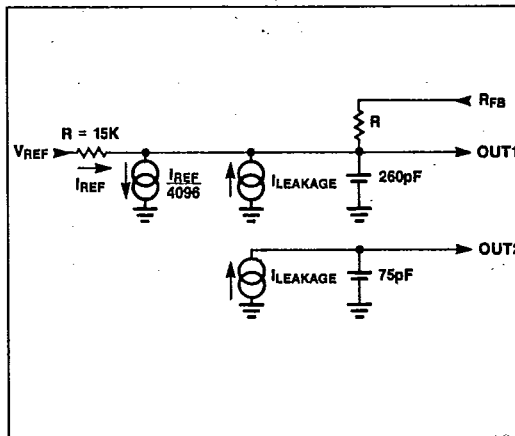 RFB
R = 15K
R
VREF
OUT1
IREF
IREF
4096
ILEAKAGE
260pF
OUT2
ILEAKAGE
75pF